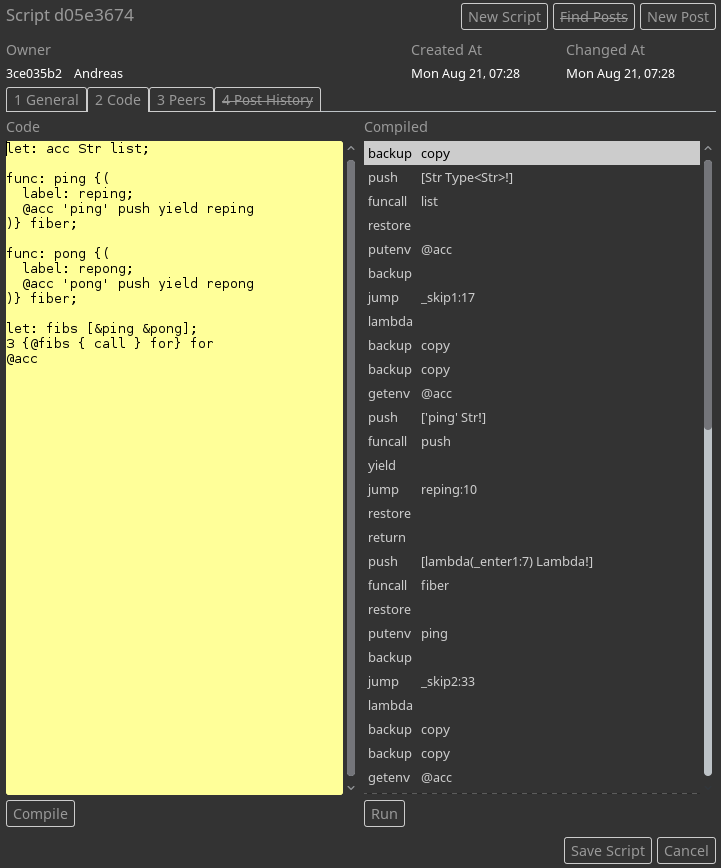 Script d05e3674
New Script
Find Posts
New Post
Owner
Created At
Changed At
3ce035b2 Andreas
Mon Aug 21, 07:28
Mon Aug 21, 07:28
1 General
2 Code
3 Peers
4 Post History
Code
let: acc Str list;
func: ping {(
label: reping;
@acc 'ping' push yield reping
)} fiber;
func: pong {(
label: repong;
@acc 'pong' push yield repong
)} fiber;
let: fibs [&ping &pong];
3 {@fibs { call } for} for
@acc
Compiled
backup copy
push [Str Type<Str>!]
funcall list
restore
putenv @acc
backup
jump _skip1:17
lambda
backup copy
backup copy
getenv @acc
push ['ping' Str!]
funcall push
yield
jump reping:10
restore
return
push [lambda(_enter1:7) Lambda!]
funcall fiber
restore
putenv ping
backup
jump _skip2:33
lambda
backup copy
backup copy
getenv @acc
Compile
Run
Save Script
Cancel